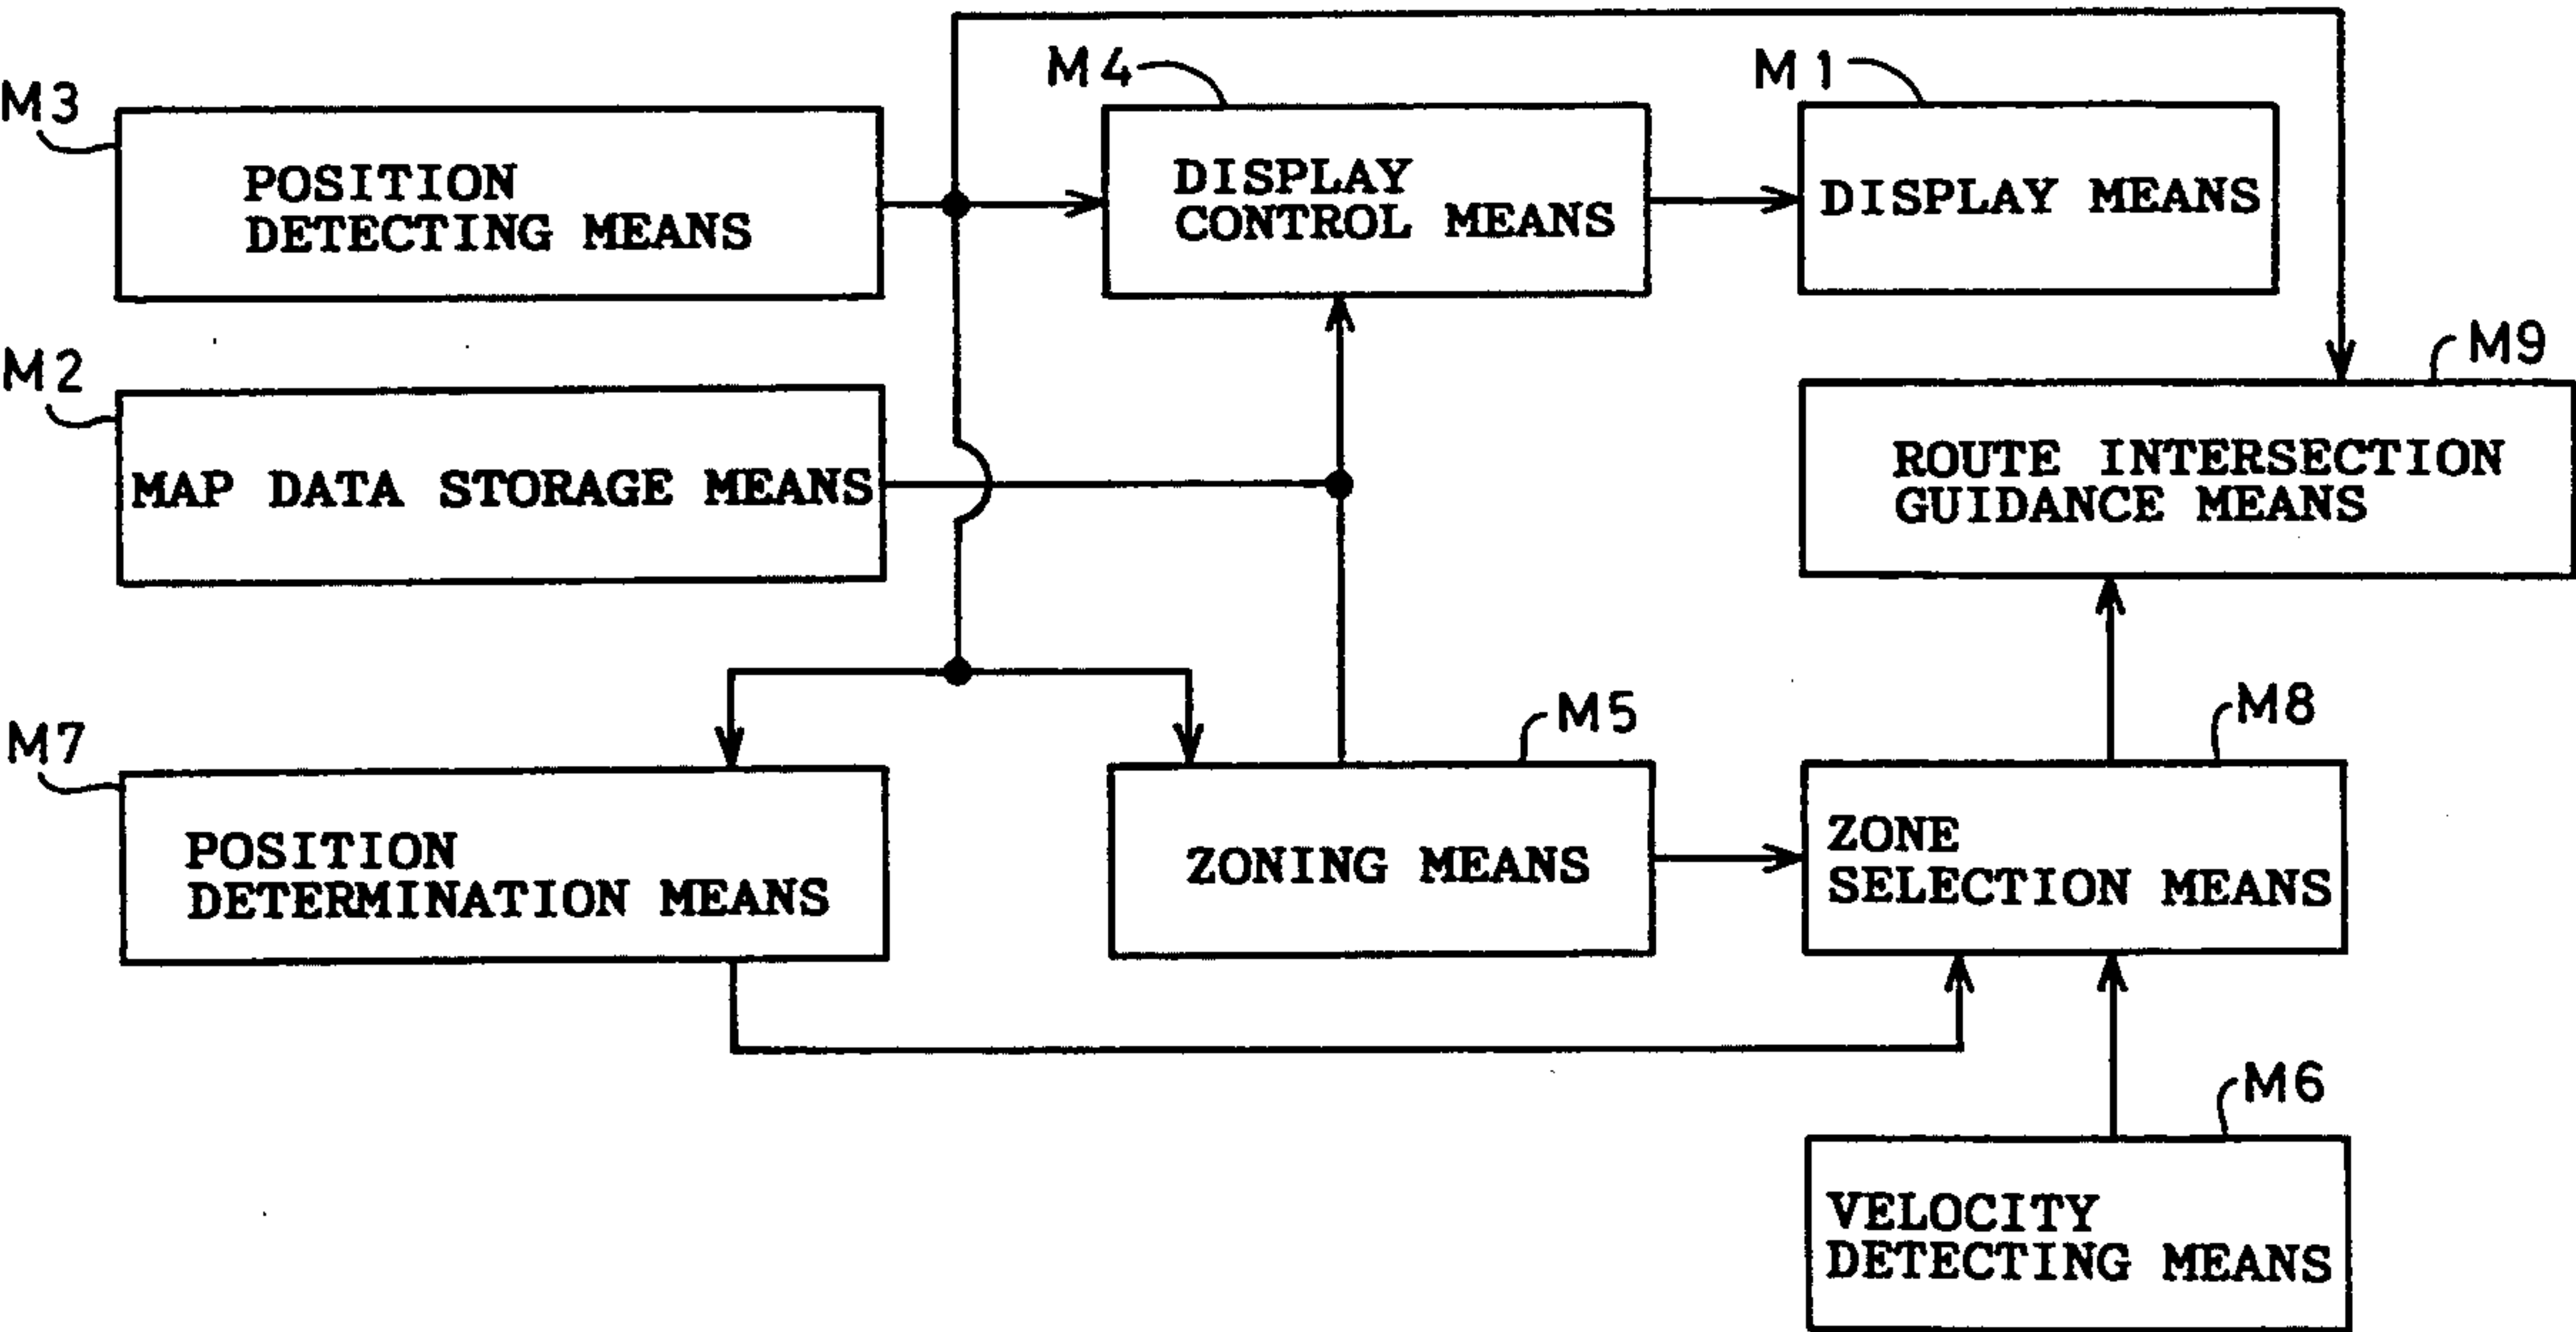 M3
POSITION
DETECTING MEANS
M4
DISPLAY
CONTROL MEANS
M1
DISPLAY MEANS
M2
MAP DATA STORAGE MEANS
M9
ROUTE INTERSECTION
GUIDANCE MEANS
M7
POSITION
DETERMINATION MEANS
M5
ZONING MEANS
M8
ZONE
SELECTION MEANS
M6
VELOCITY
DETECTING MEANS